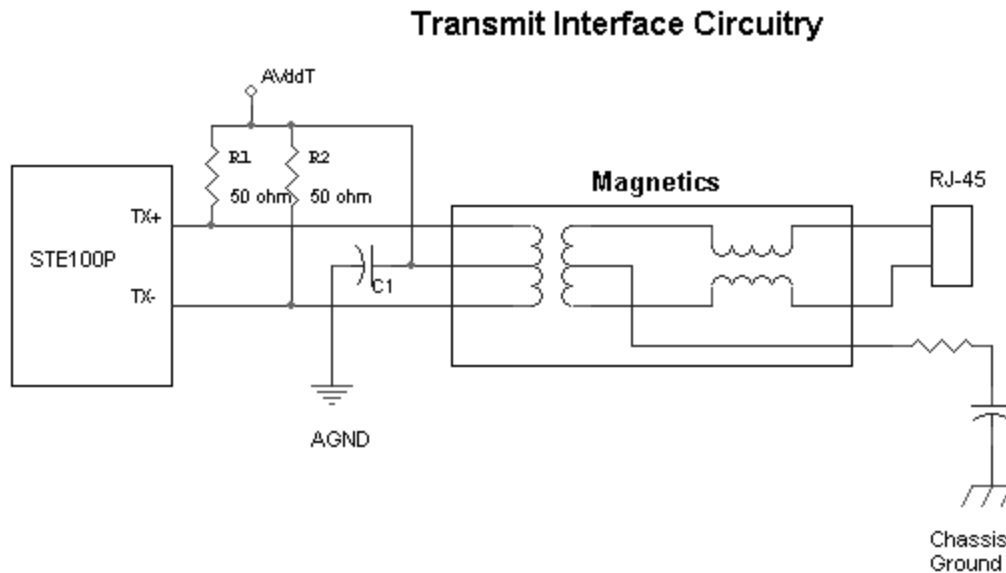 Transmit Interface Circuitry
AVddT
R1
R2
50 ohm
50 ohm
Magnetics
RJ-45
TX+
STE100P
C1
TX-
AGND
Chassis
Ground